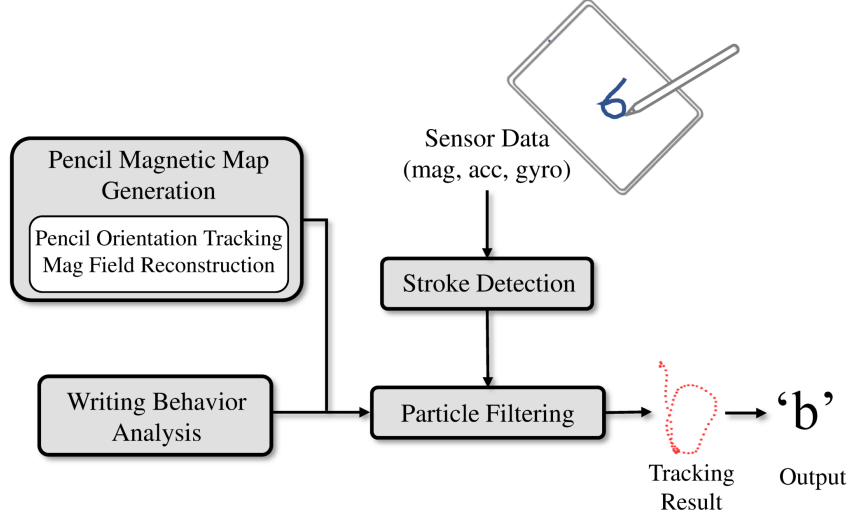 Sensor Data
(mag, acc, gyro)
Pencil Magnetic Map
Generation
Pencil Orientation Tracking
Mag Field Reconstruction
Stroke Detection
Writing Behavior
Analysis
Particle Filtering
Tracking
Result
‘b’
Output